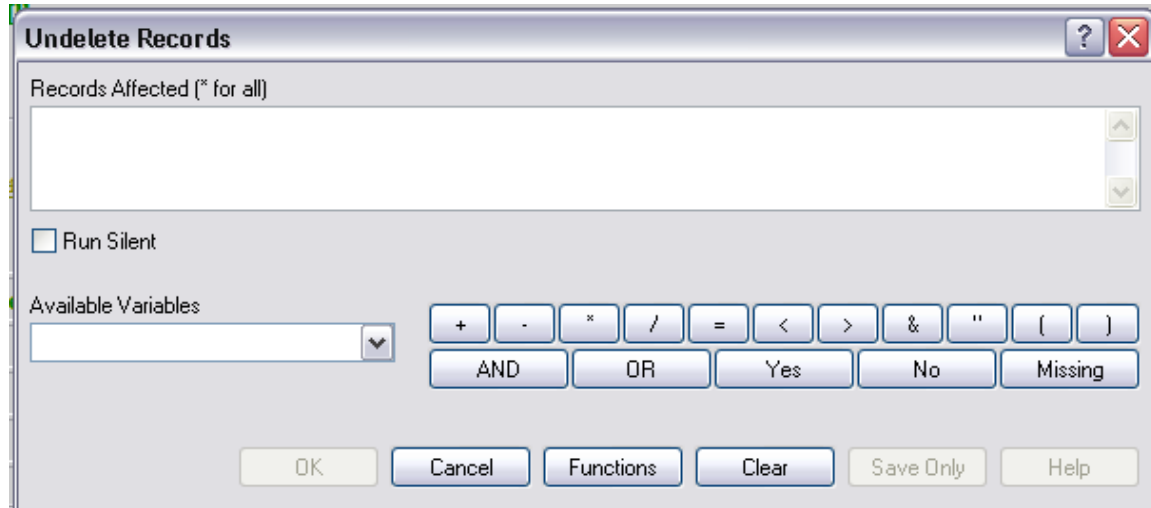 Undelete Records ?
Records Affected (* for all)
Run Silent
Available Variables
+ - * / = < > & " ( )
AND OR Yes No Missing
OK Cancel Functions Clear Save Only Help